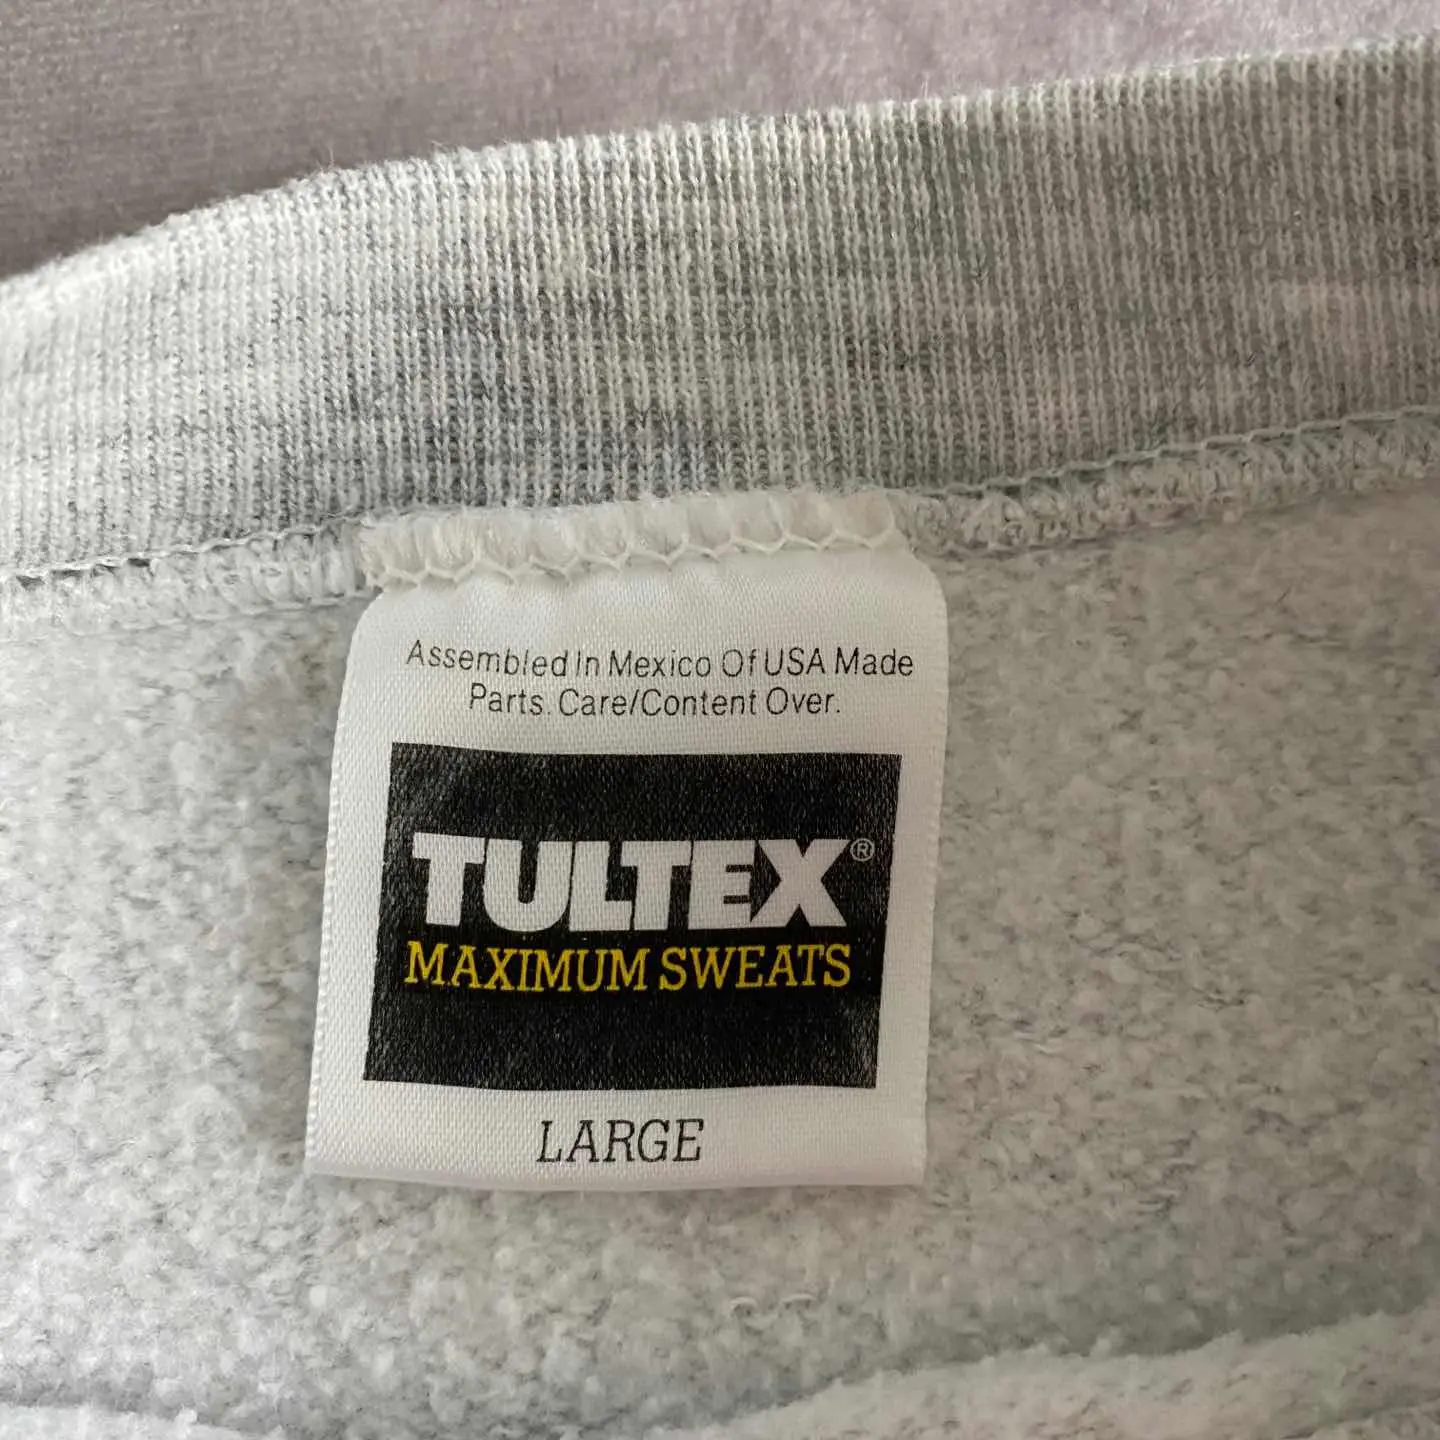 Assembled In Mexico Of USA Made
Parts. Care/Content Over.
TULTEX®
MAXIMUM SWEATS
LARGE